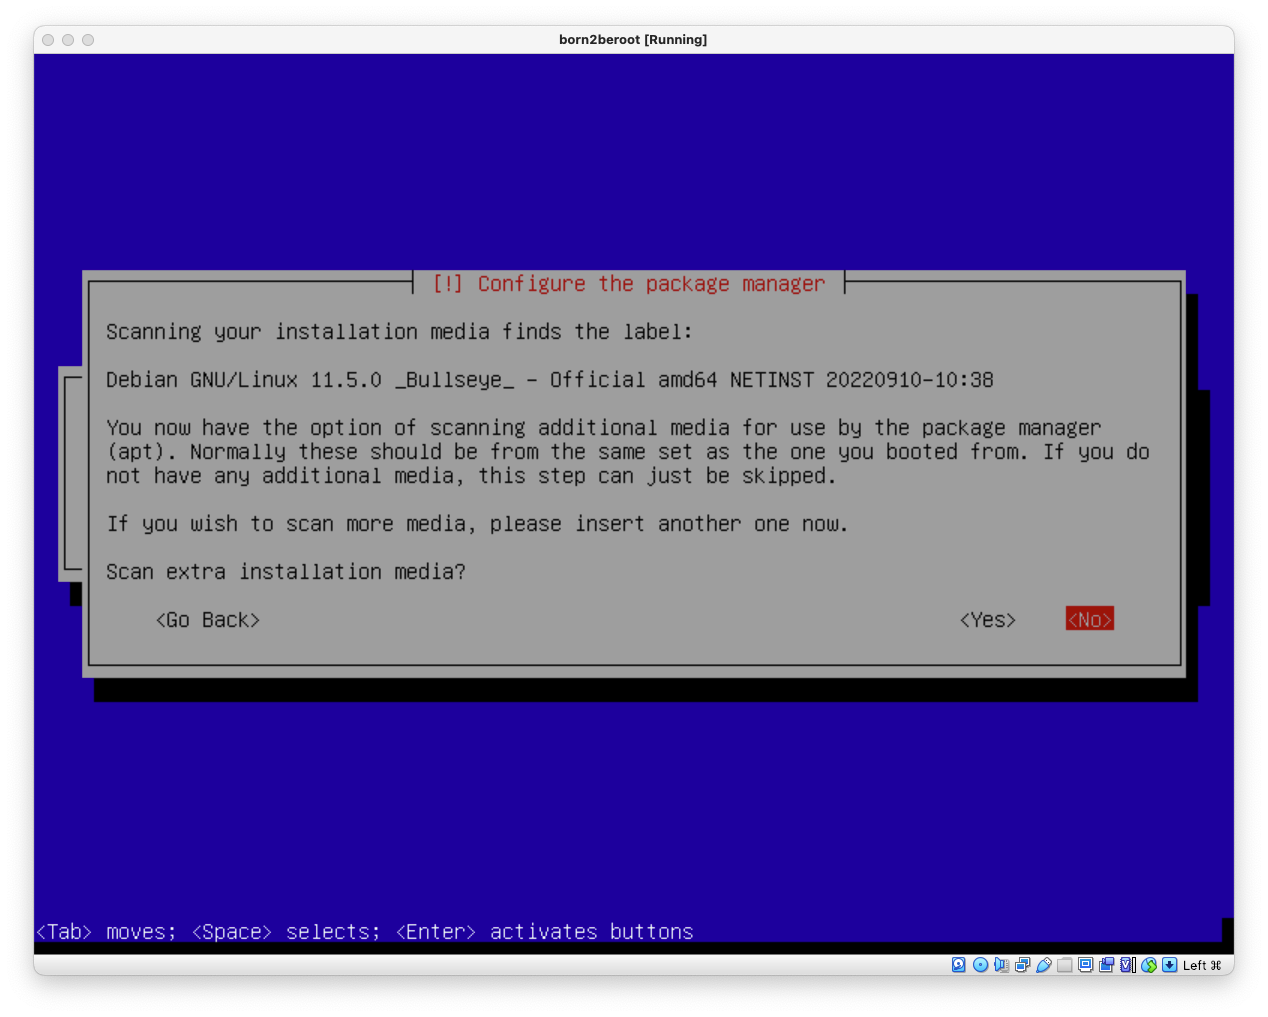 born2beroot [Running]
[!] Configure the package manager
Scanning your installation media finds the label:
Debian GNU/Linux 11.5.0 _Bullseye_ - Official amd64 NETINST 20220910-10:38
You now have the option of scanning additional media for use by the package manager
(apt). Normally these should be from the same set as the one you booted from. If you do
not have any additional media, this step can just be skipped.
If you wish to scan more media, please insert another one now.
Scan extra installation media?
<Go Back> <Yes> <No>
<Tab> moves; <Space> selects; <Enter> activates buttons
Left ⌘